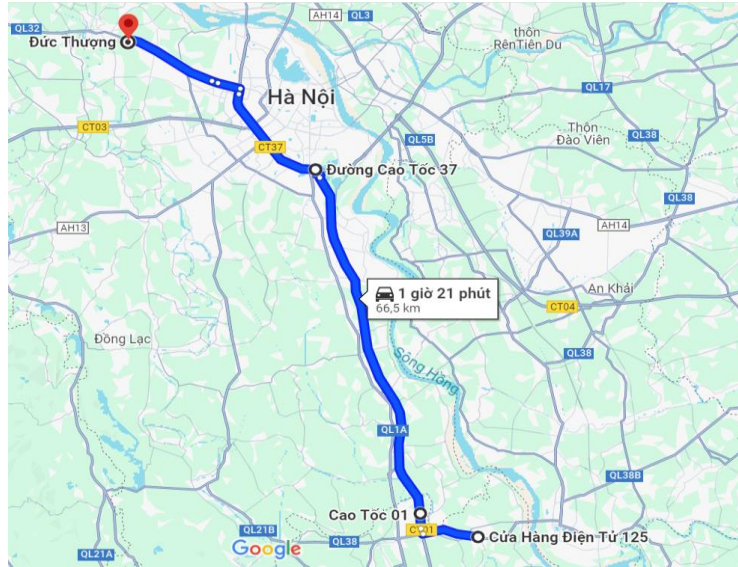 QL32
AH14
QL3
thôn
RênTiên Du
Đức Thượng
Hà Nội
QL17
CT03
QL5B
Thôn
Đào Viên
QL38
CT37
Đường Cao Tốc 37
QL38
AH13
QL39A
AH14
1 giờ 21 phút
66,5 km
An Khải
CT04
Đồng Lạc
Sông Hồng
QL38
QL1A
QL38B
Cao Tốc 01
QL21B
CT01
Cửa Hàng Điện Tử 125
QL38
Google
QL21A